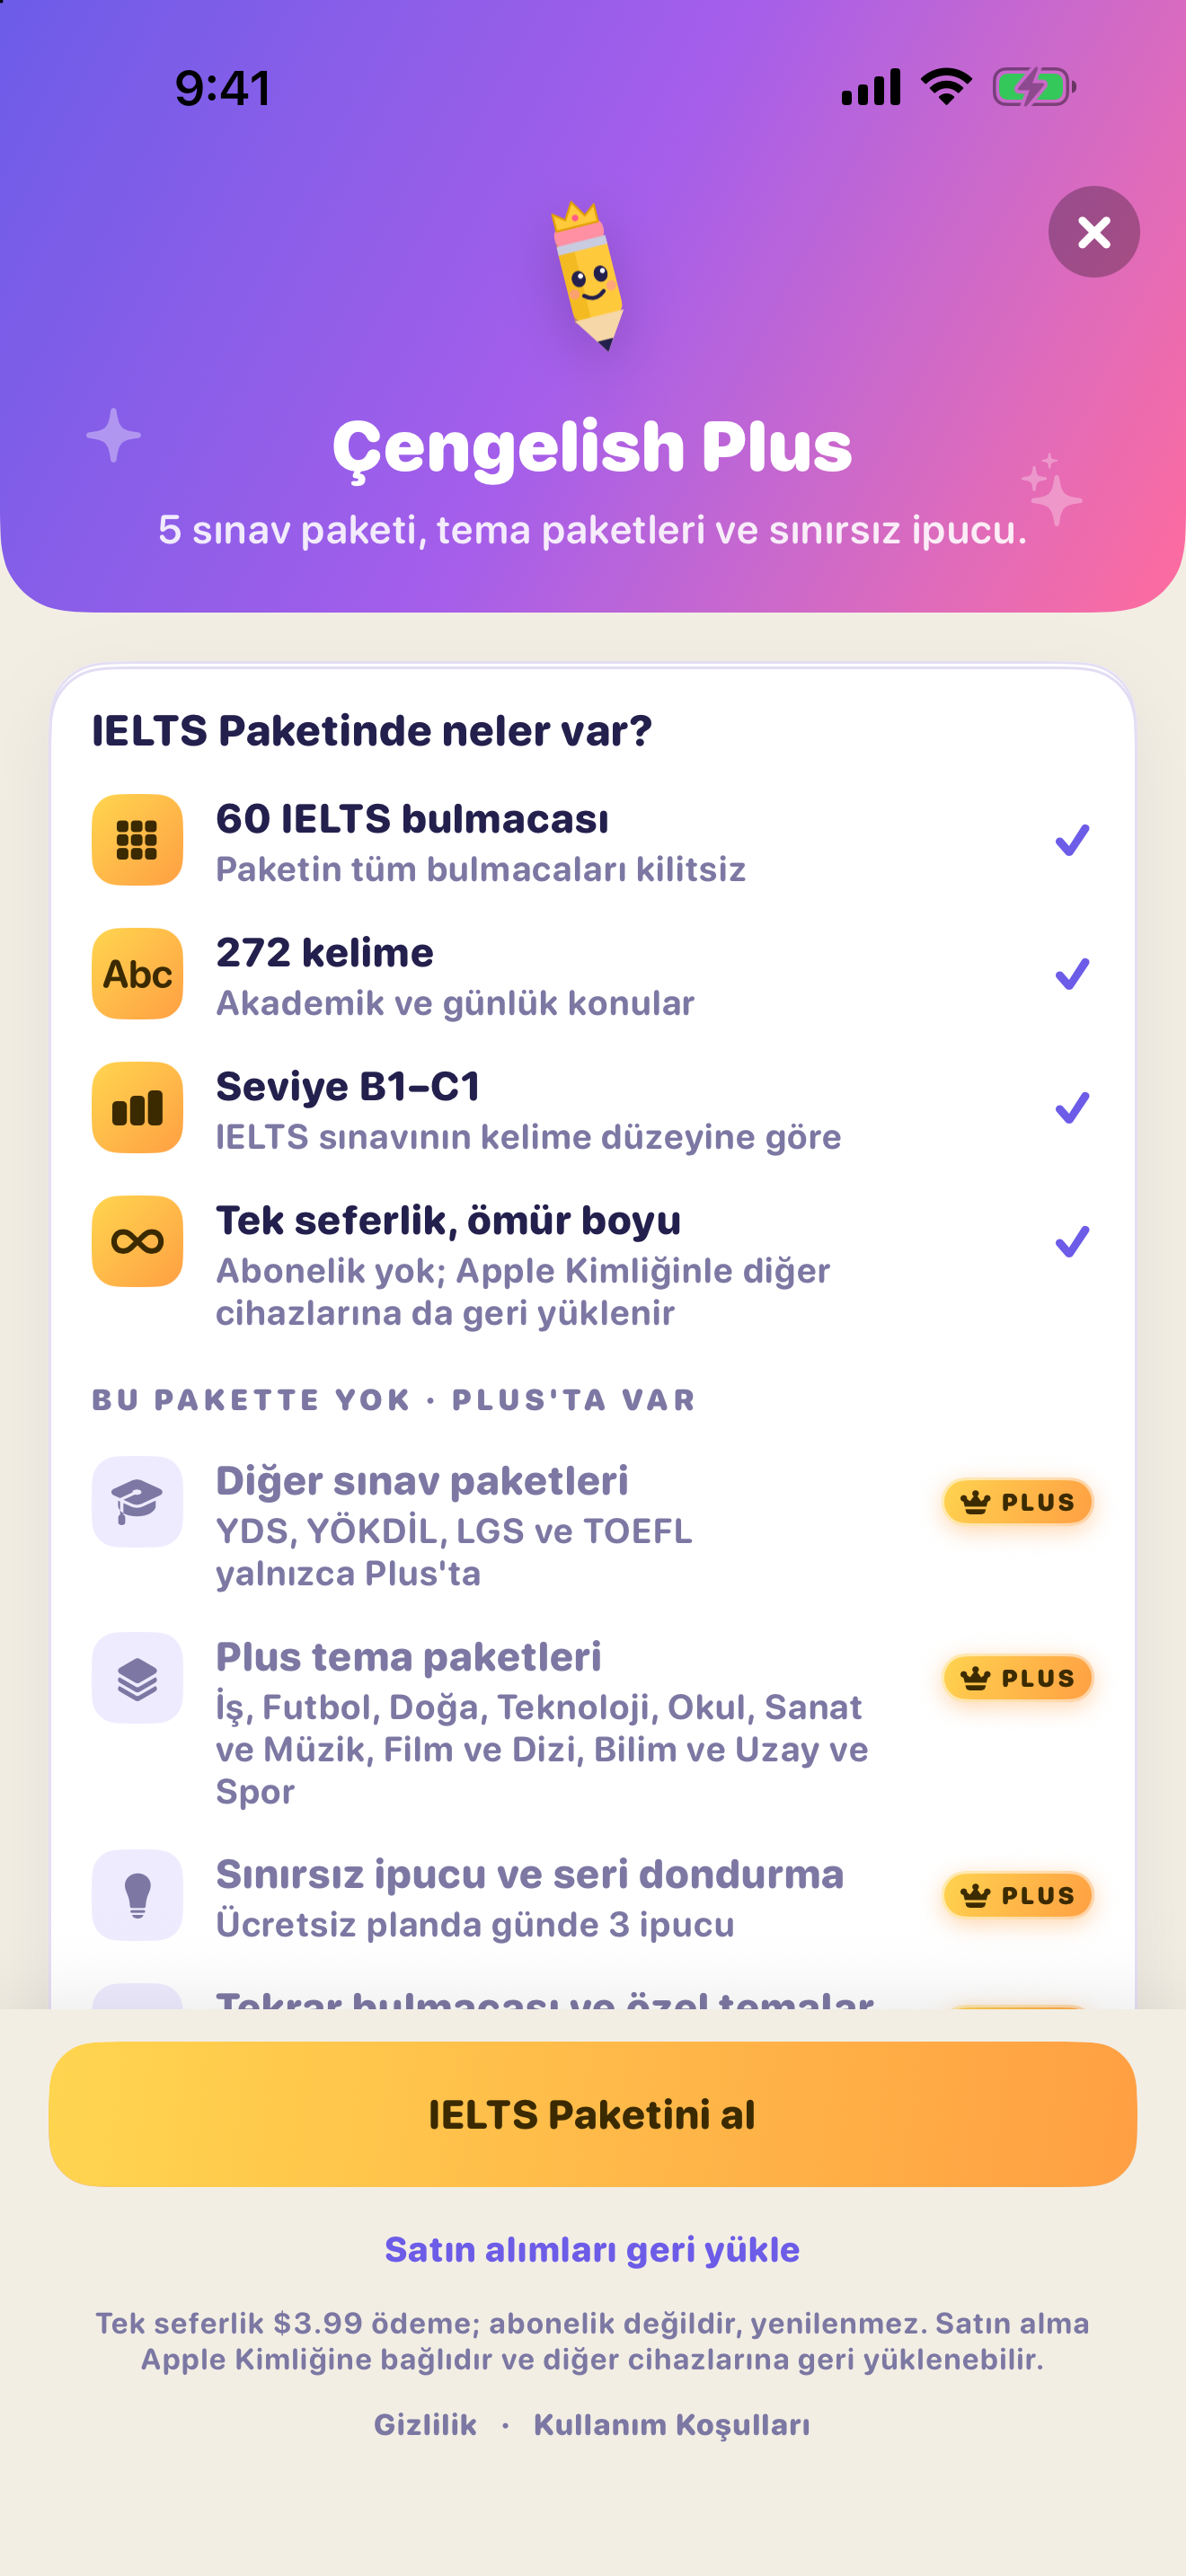 9:41
Çengelish Plus
5 sınav paketi, tema paketleri ve sınırsız ipucu.
IELTS Paketinde neler var?
60 IELTS bulmacası
Paketin tüm bulmacaları kilitsiz
Abc
272 kelime
Akademik ve günlük konular
Seviye B1–C1
IELTS sınavının kelime düzeyine göre
Tek seferlik, ömür boyu
Abonelik yok; Apple Kimliğinle diğer
cihazlarına da geri yüklenir
BU PAKETTE YOK · PLUS'TA VAR
Diğer sınav paketleri
PLUS
YDS, YÖKDİL, LGS ve TOEFL
yalnızca Plus'ta
Plus tema paketleri
PLUS
İş, Futbol, Doğa, Teknoloji, Okul, Sanat
ve Müzik, Film ve Dizi, Bilim ve Uzay ve
Spor
Sınırsız ipucu ve seri dondurma
PLUS
Ücretsiz planda günde 3 ipucu
Tekrar bulmacası ve özel temalar
IELTS Paketini al
Satın alımları geri yükle
Tek seferlik $3.99 ödeme; abonelik değildir, yenilenmez. Satın alma
Apple Kimliğine bağlıdır ve diğer cihazlarına geri yüklenebilir.
Gizlilik · Kullanım Koşulları